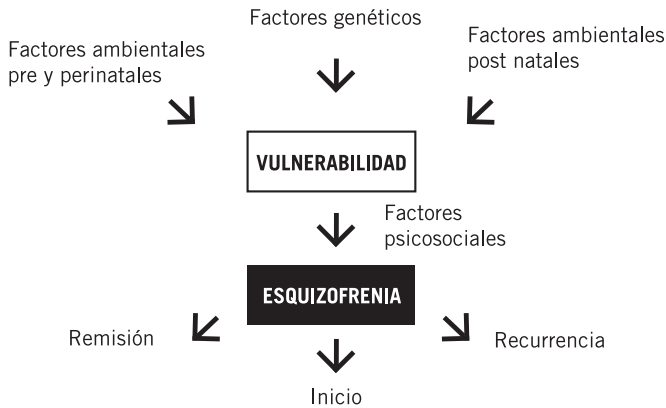 Factores genéticos
Factores ambientales
pre y perinatales
Factores ambientales
post natales
VULNERABILIDAD
Factores
psicosociales
ESQUIZOFRENIA
Remisión
Recurrencia
Inicio